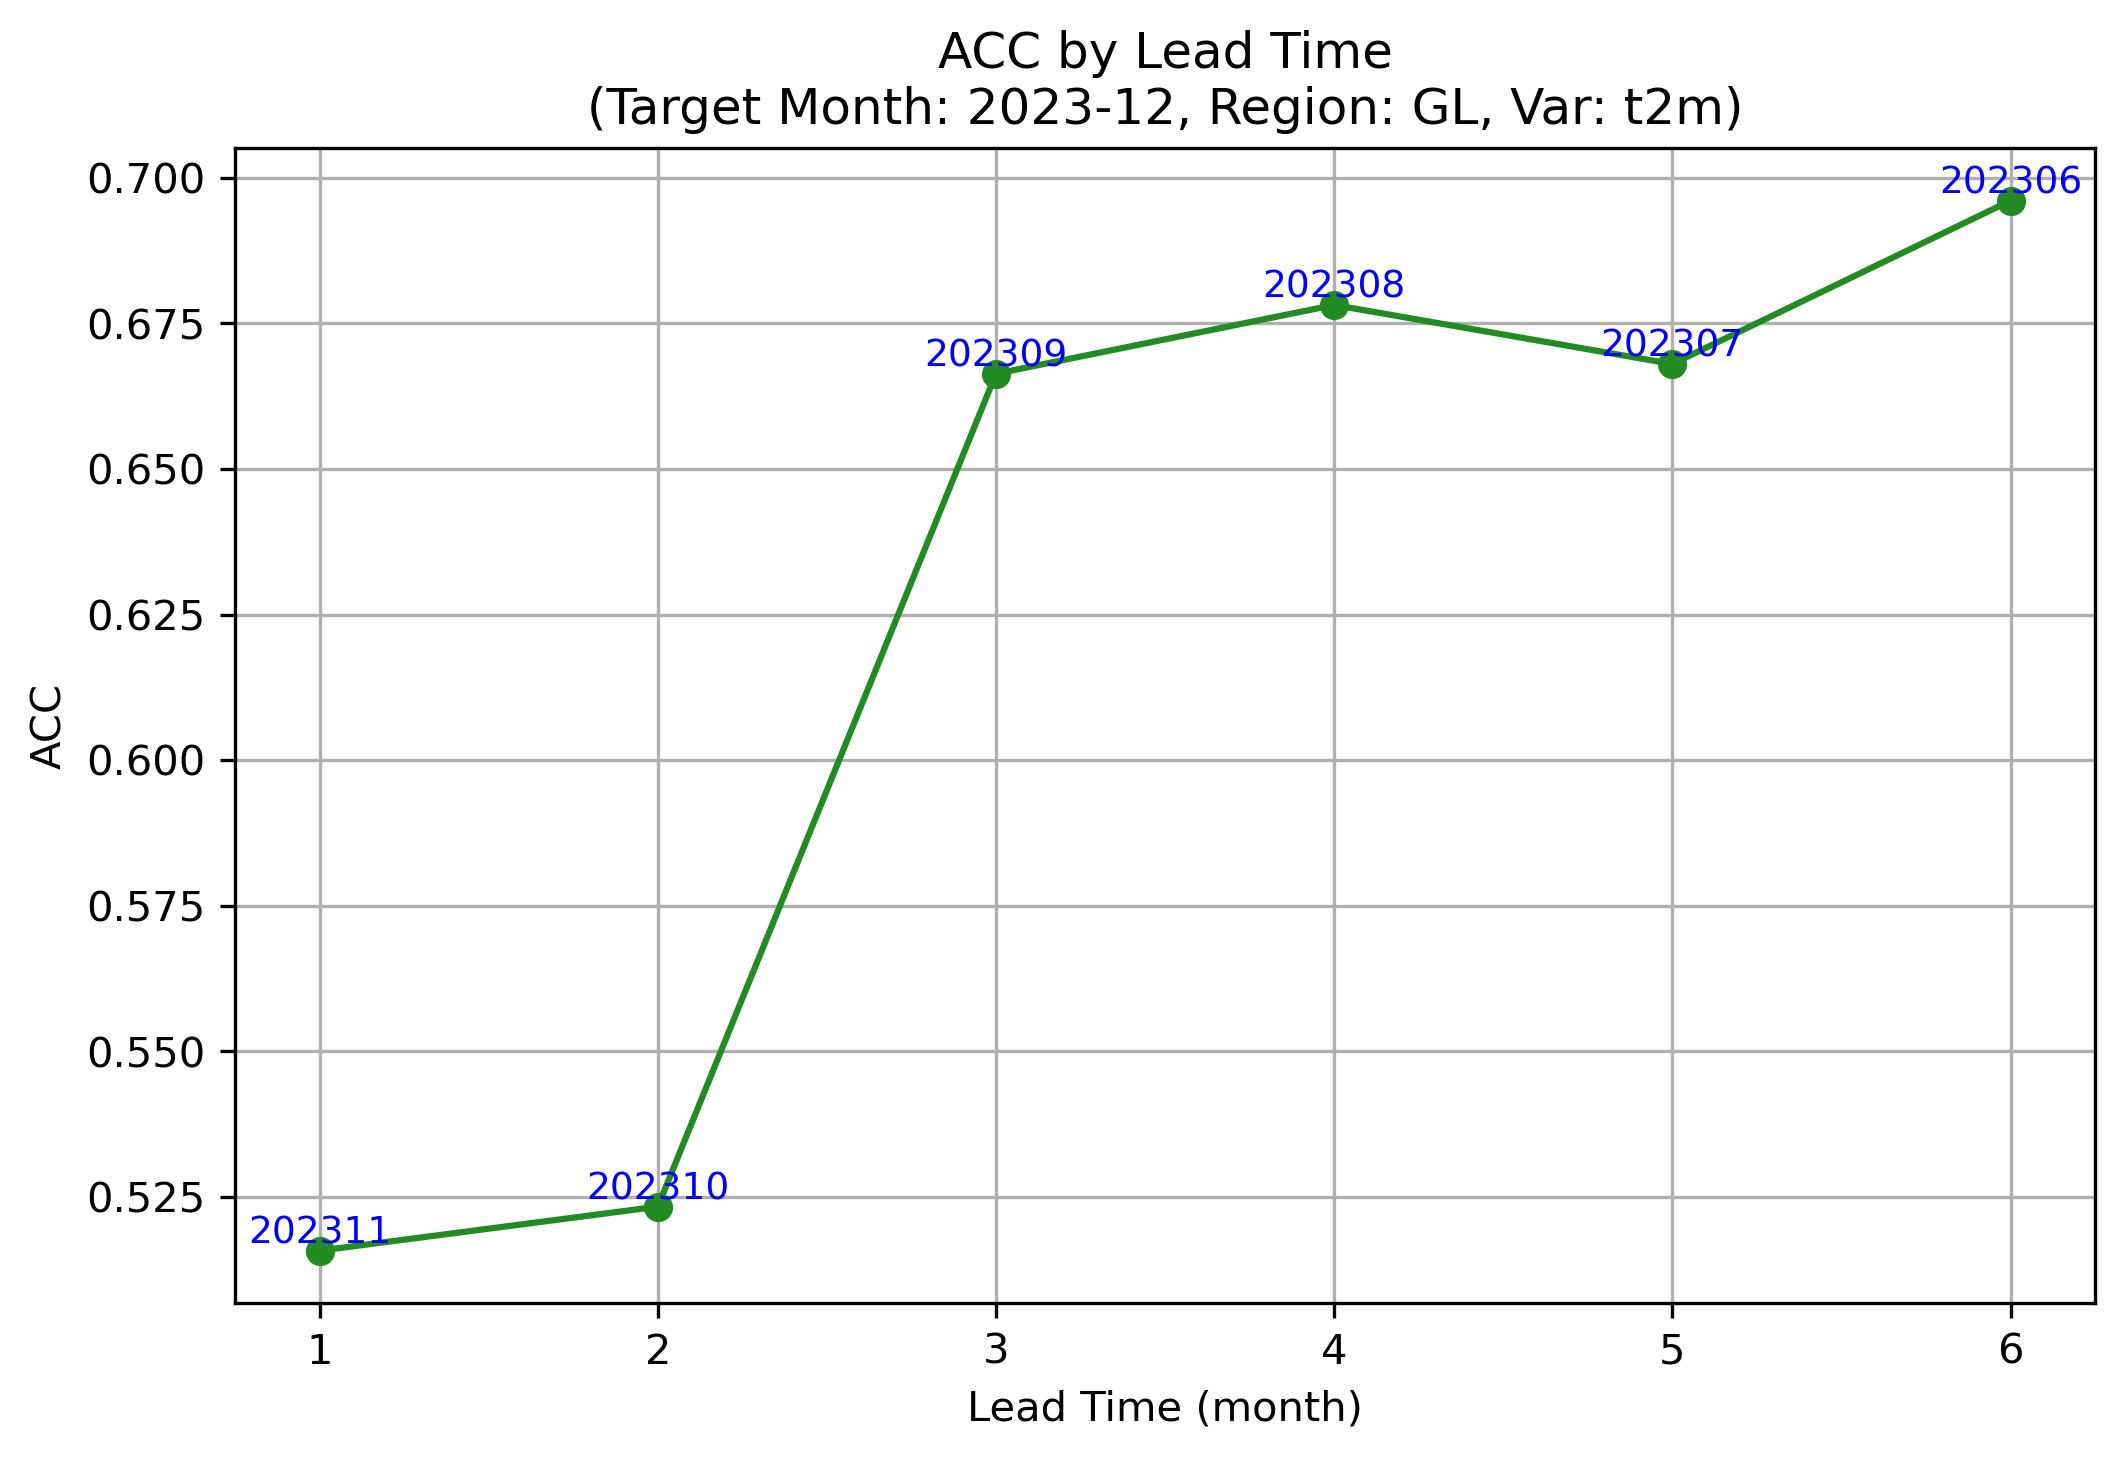 ACC by Lead Time
(Target Month: 2023-12, Region: GL, Var: t2m)
0.700
0.675
0.650
0.625
0.600
0.575
0.550
0.525
ACC
202311
202310
202309
202308
202307
202306
1 2 3 4 5 6
Lead Time (month)